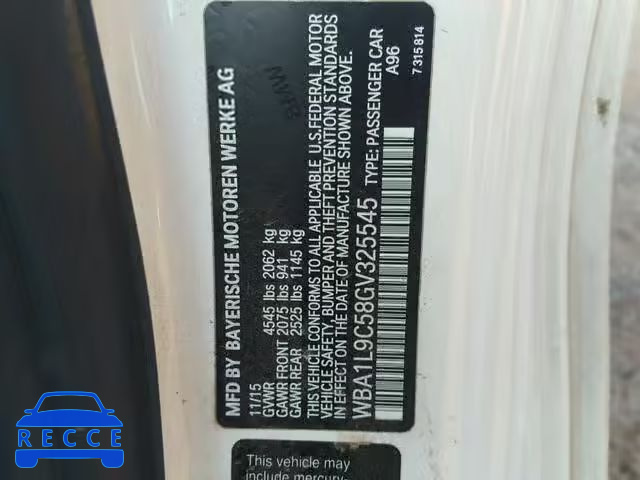 MFD BY BAYERISCHE MOTOREN WERKE AG
11/15
GVWR 4545 lbs 2062 kg
GAWR FRONT 2075 lbs 941 kg
GAWR REAR 2525 lbs 1145 kg
THIS VEHICLE CONFORMS TO ALL APPLICABLE U.S.FEDERAL MOTOR
VEHICLE SAFETY, BUMPER AND THEFT PREVENTION STANDARDS
IN EFFECT ON THE DATE OF MANUFACTURE SHOWN ABOVE.
WBA1L9C58GV325545 TYPE: PASSENGER CAR
A96
7 315 814
This vehicle may
include mercury-